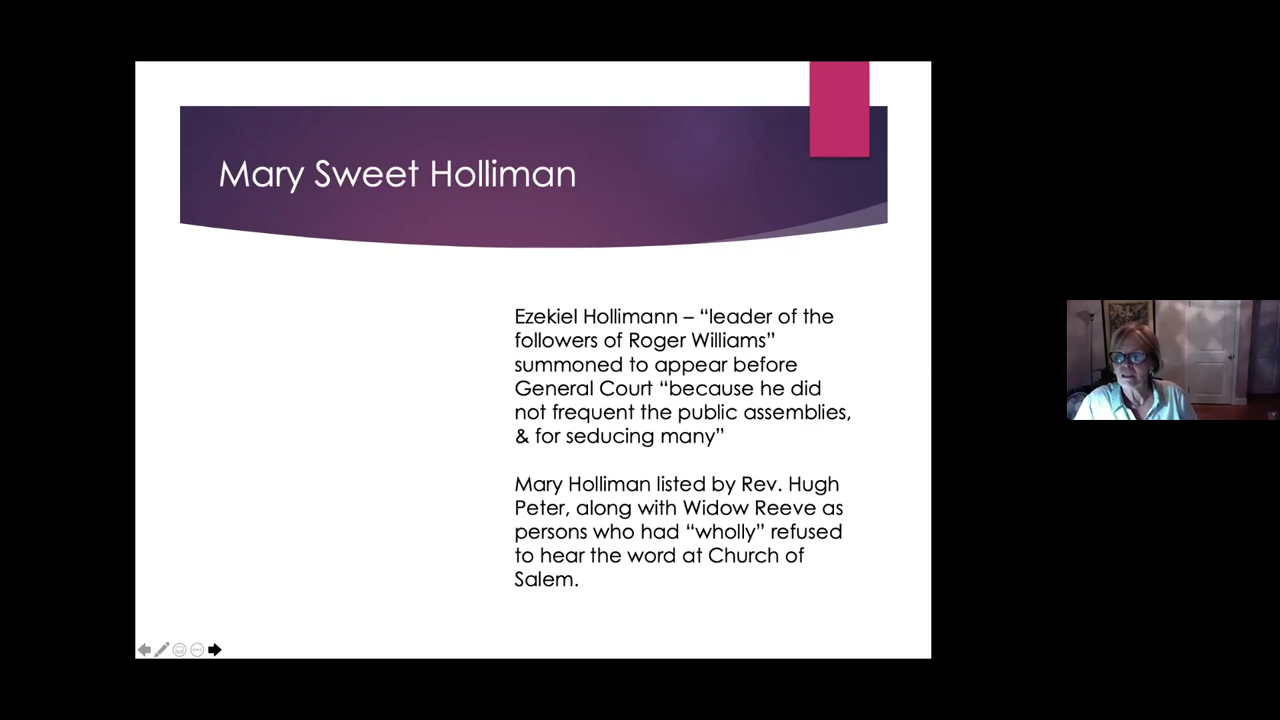 Mary Sweet Holliman
Ezekiel Hollimann – “leader of the
followers of Roger Williams”
summoned to appear before
General Court “because he did
not frequent the public assemblies,
& for seducing many”
Mary Holliman listed by Rev. Hugh
Peter, along with Widow Reeve as
persons who had “wholly” refused
to hear the word at Church of
Salem.